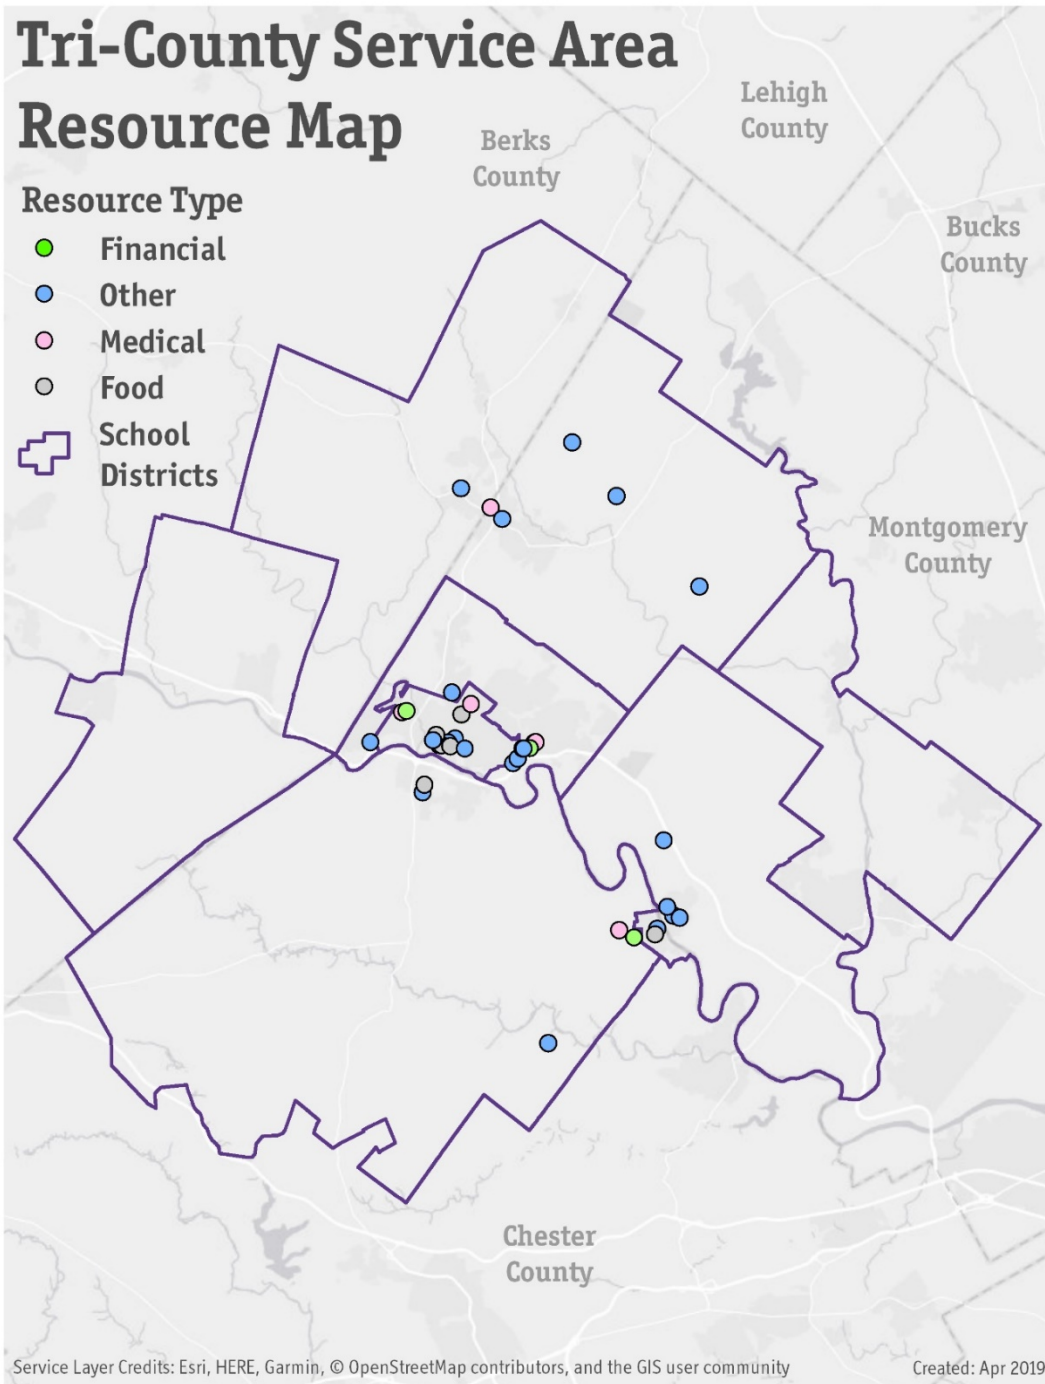 Tri-County Service Area
Resource Map
Resource Type
Financial
Other
Medical
Food
School
Districts
Berks
County
Lehigh
County
Bucks
County
Montgomery
County
Chester
County
Service Layer Credits: Esri, HERE, Garmin, © OpenStreetMap contributors, and the GIS user community
Created: Apr 2019